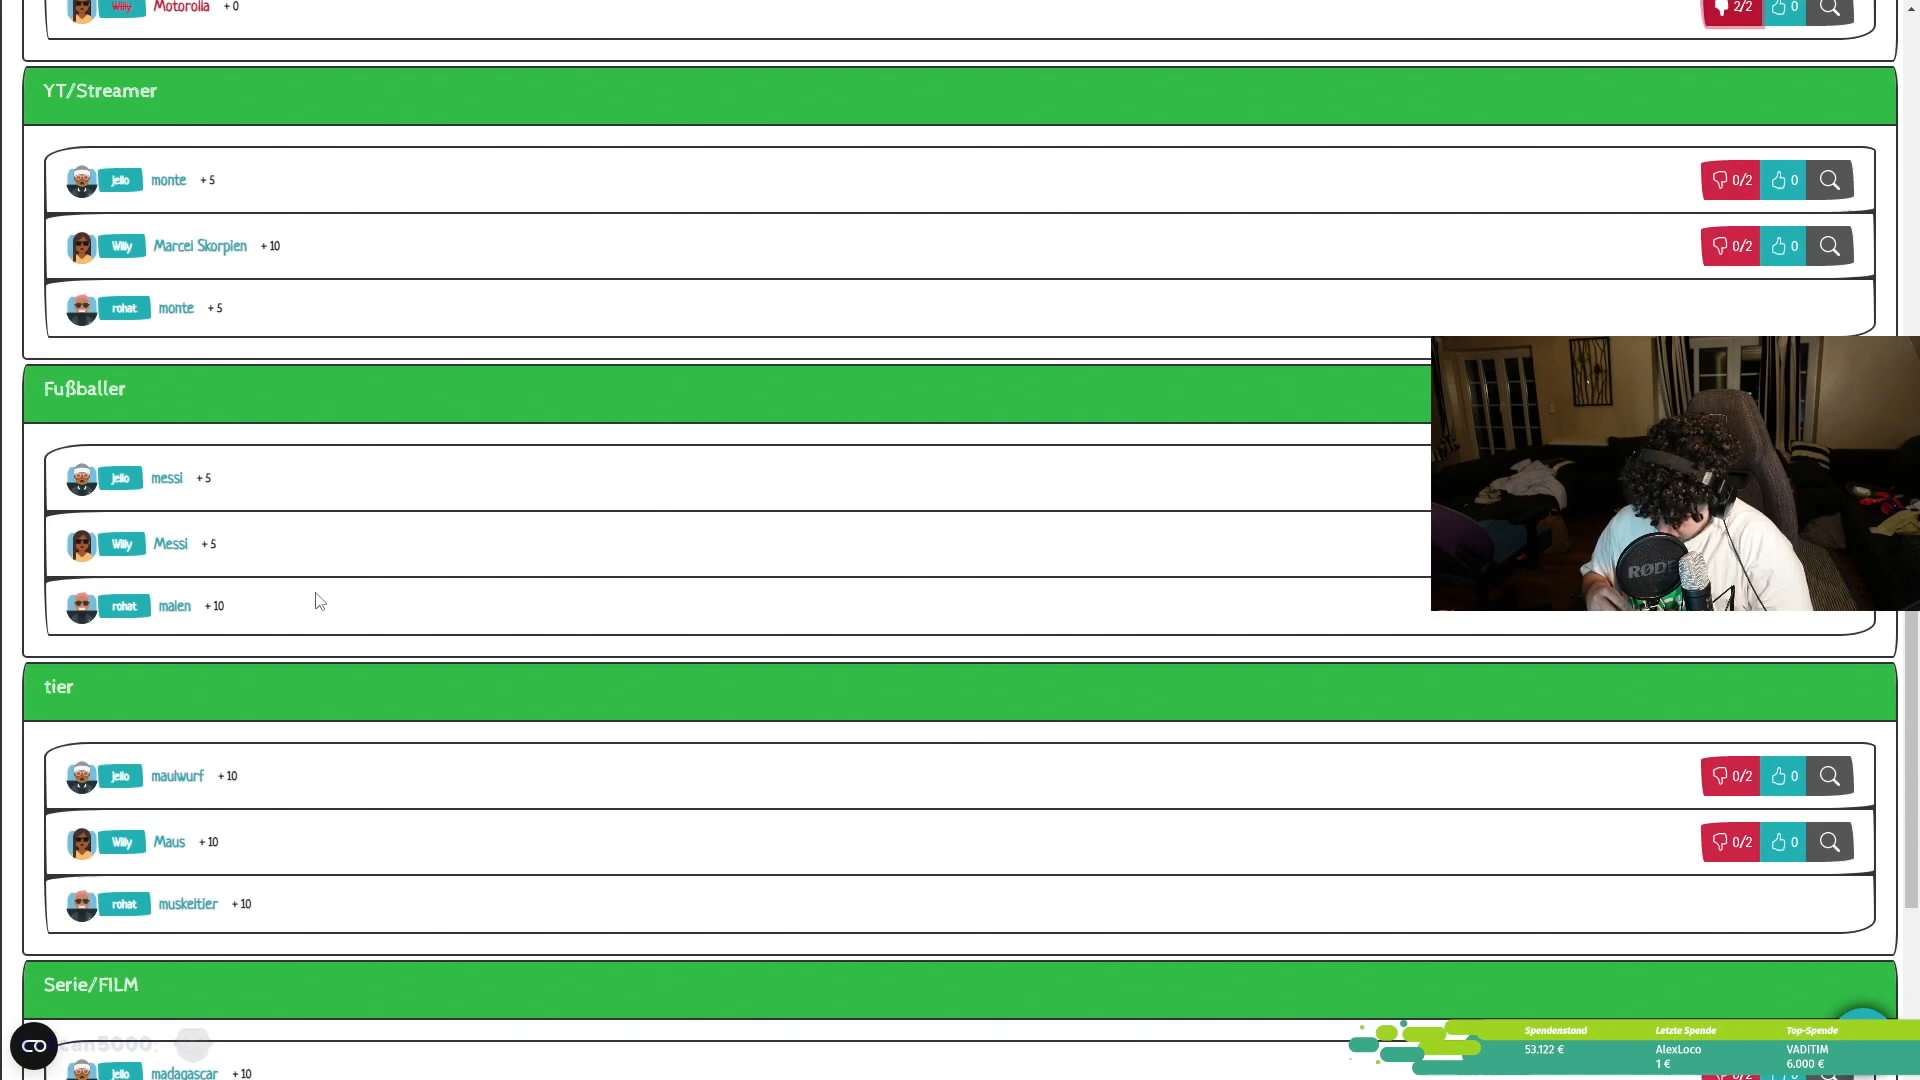 Willy Motorolla +0 2/2 0
YT/Streamer
jello monte +5 0/2 0
Willy Marcel Skorpien +10 0/2 0
rohat monte +5
Fußballer
jello messi +5
Willy Messi +5
rohat malen +10
RØDE
tier
jello maulwurf +10 0/2 0
Willy Maus +10 0/2 0
rohat muskeltier +10
Serie/FILM
jello madagascar +10
Spendenstand Letzte Spende Top-Spende
53.122 € AlexLoco VADITIM
1 € 6.000 €